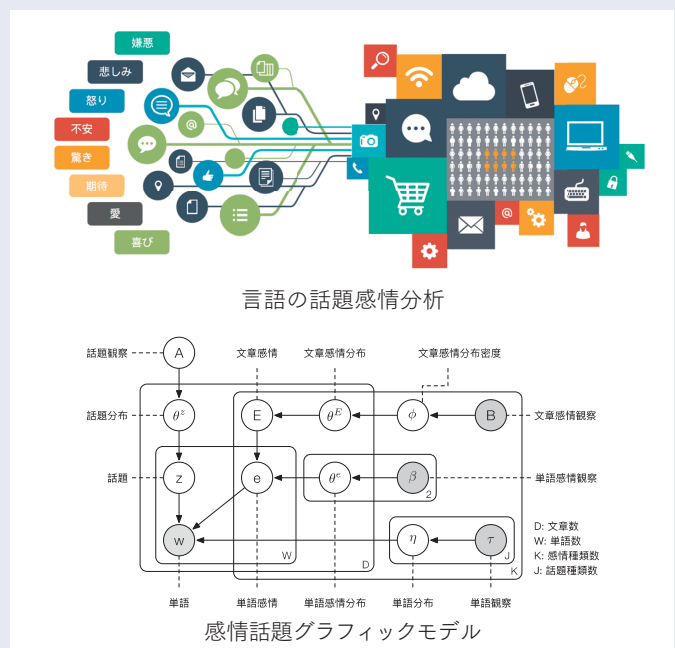 嫌悪
悲しみ
怒り
不安
驚き
期待
愛
喜び
@
@
言語の話題感情分析
話題観察 A 文章感情 文章感情分布 文章感情分布密度
話題分布 θz E θE ϕ B 文章感情観察
話題 z e θe β 単語感情観察
2
w η τ
W D J K
D: 文章数
W: 単語数
K: 感情種類数
J: 話題種類数
単語 単語感情 単語感情分布 単語分布 単語観察
感情話題グラフィックモデル